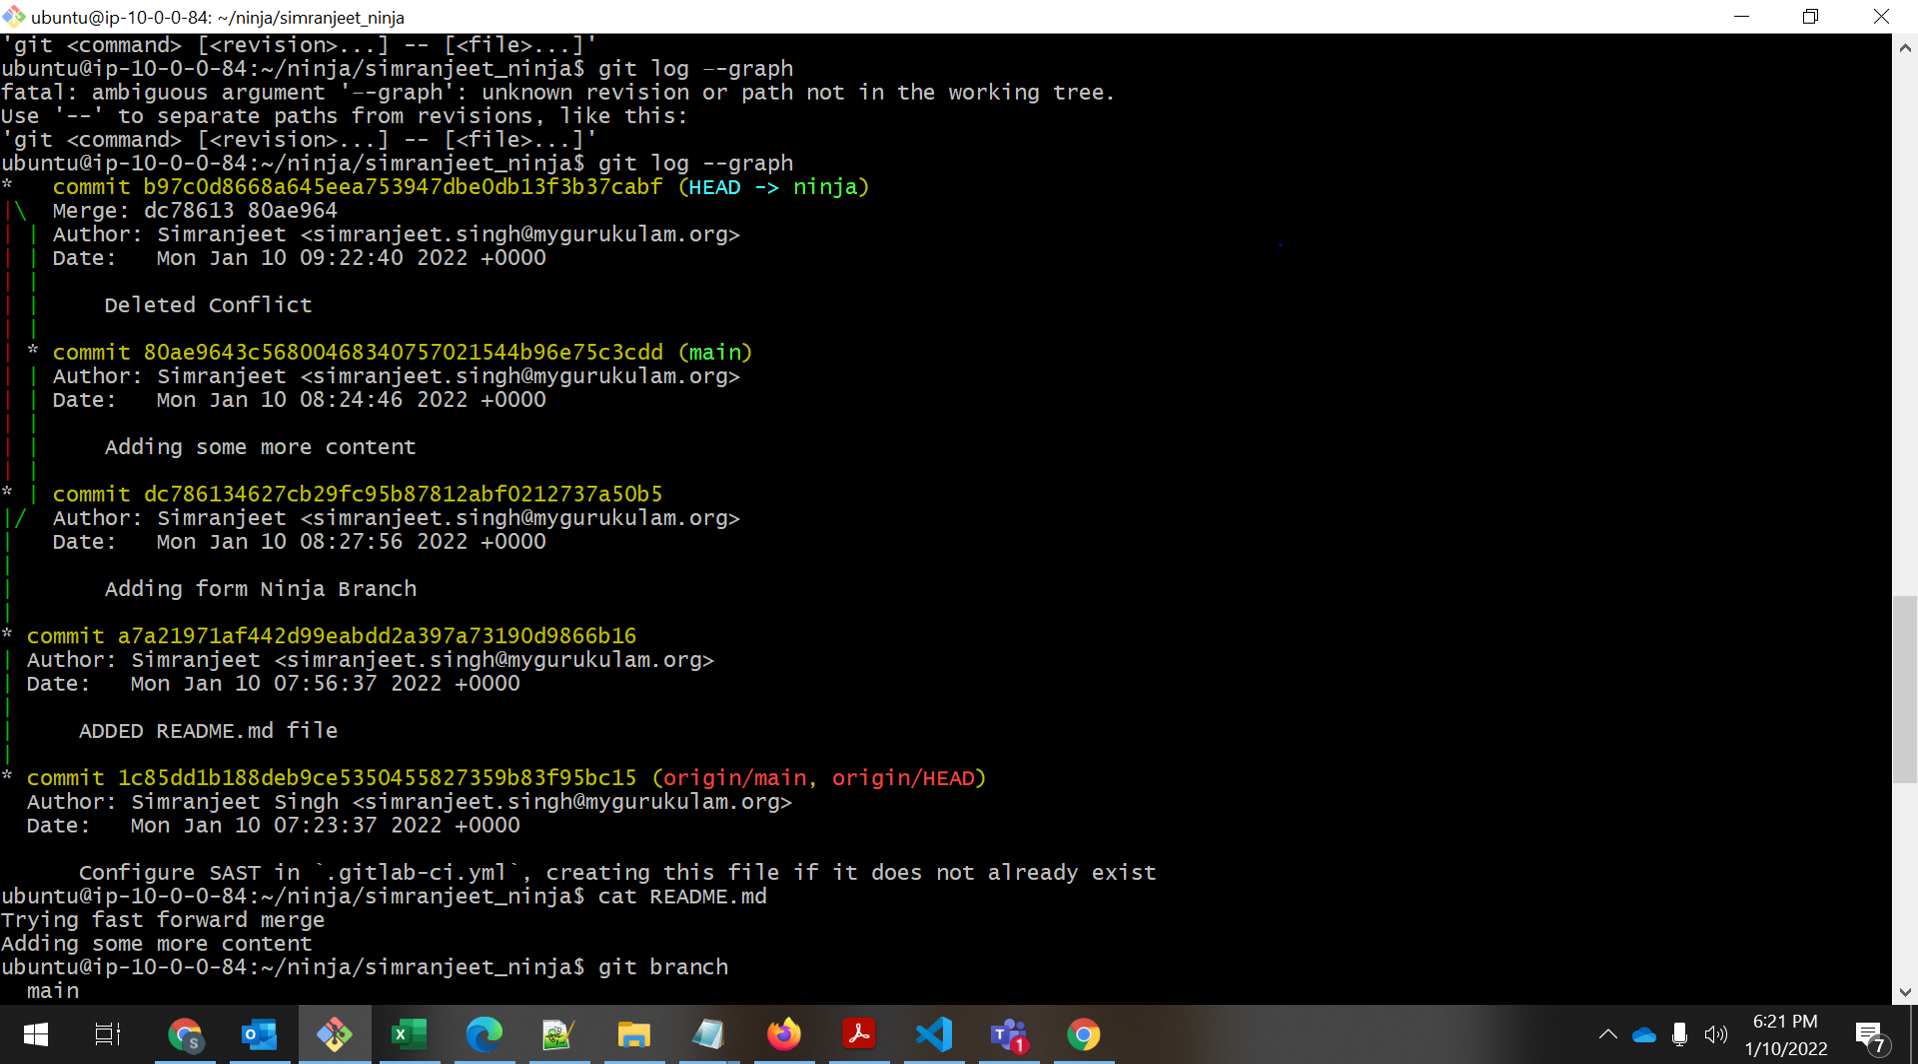 ubuntu@ip-10-0-0-84: ~/ninja/simranjeet_ninja
'git <command> [<revision>...] -- [<file>...]'
ubuntu@ip-10-0-0-84:~/ninja/simranjeet_ninja$ git log –-graph
fatal: ambiguous argument '–-graph': unknown revision or path not in the working tree.
Use '--' to separate paths from revisions, like this:
'git <command> [<revision>...] -- [<file>...]'
ubuntu@ip-10-0-0-84:~/ninja/simranjeet_ninja$ git log --graph
*   commit b97c0d8668a645eea753947dbe0db13f3b37cabf (HEAD -> ninja)
|\  Merge: dc78613 80ae964
| | Author: Simranjeet <simranjeet.singh@mygurukulam.org>
| | Date:   Mon Jan 10 09:22:40 2022 +0000
| |
| |     Deleted Conflict
| |
| * commit 80ae9643c56800468340757021544b96e75c3cdd (main)
| | Author: Simranjeet <simranjeet.singh@mygurukulam.org>
| | Date:   Mon Jan 10 08:24:46 2022 +0000
| |
| |     Adding some more content
| |
* | commit dc786134627cb29fc95b87812abf0212737a50b5
|/  Author: Simranjeet <simranjeet.singh@mygurukulam.org>
|   Date:   Mon Jan 10 08:27:56 2022 +0000
|
|       Adding form Ninja Branch
|
* commit a7a21971af442d99eabdd2a397a73190d9866b16
| Author: Simranjeet <simranjeet.singh@mygurukulam.org>
| Date:   Mon Jan 10 07:56:37 2022 +0000
|
|     ADDED README.md file
|
* commit 1c85dd1b188deb9ce5350455827359b83f95bc15 (origin/main, origin/HEAD)
  Author: Simranjeet Singh <simranjeet.singh@mygurukulam.org>
  Date:   Mon Jan 10 07:23:37 2022 +0000

      Configure SAST in `.gitlab-ci.yml`, creating this file if it does not already exist
ubuntu@ip-10-0-0-84:~/ninja/simranjeet_ninja$ cat README.md
Trying fast forward merge
Adding some more content
ubuntu@ip-10-0-0-84:~/ninja/simranjeet_ninja$ git branch
  main
6:21 PM
1/10/2022
7
1
S